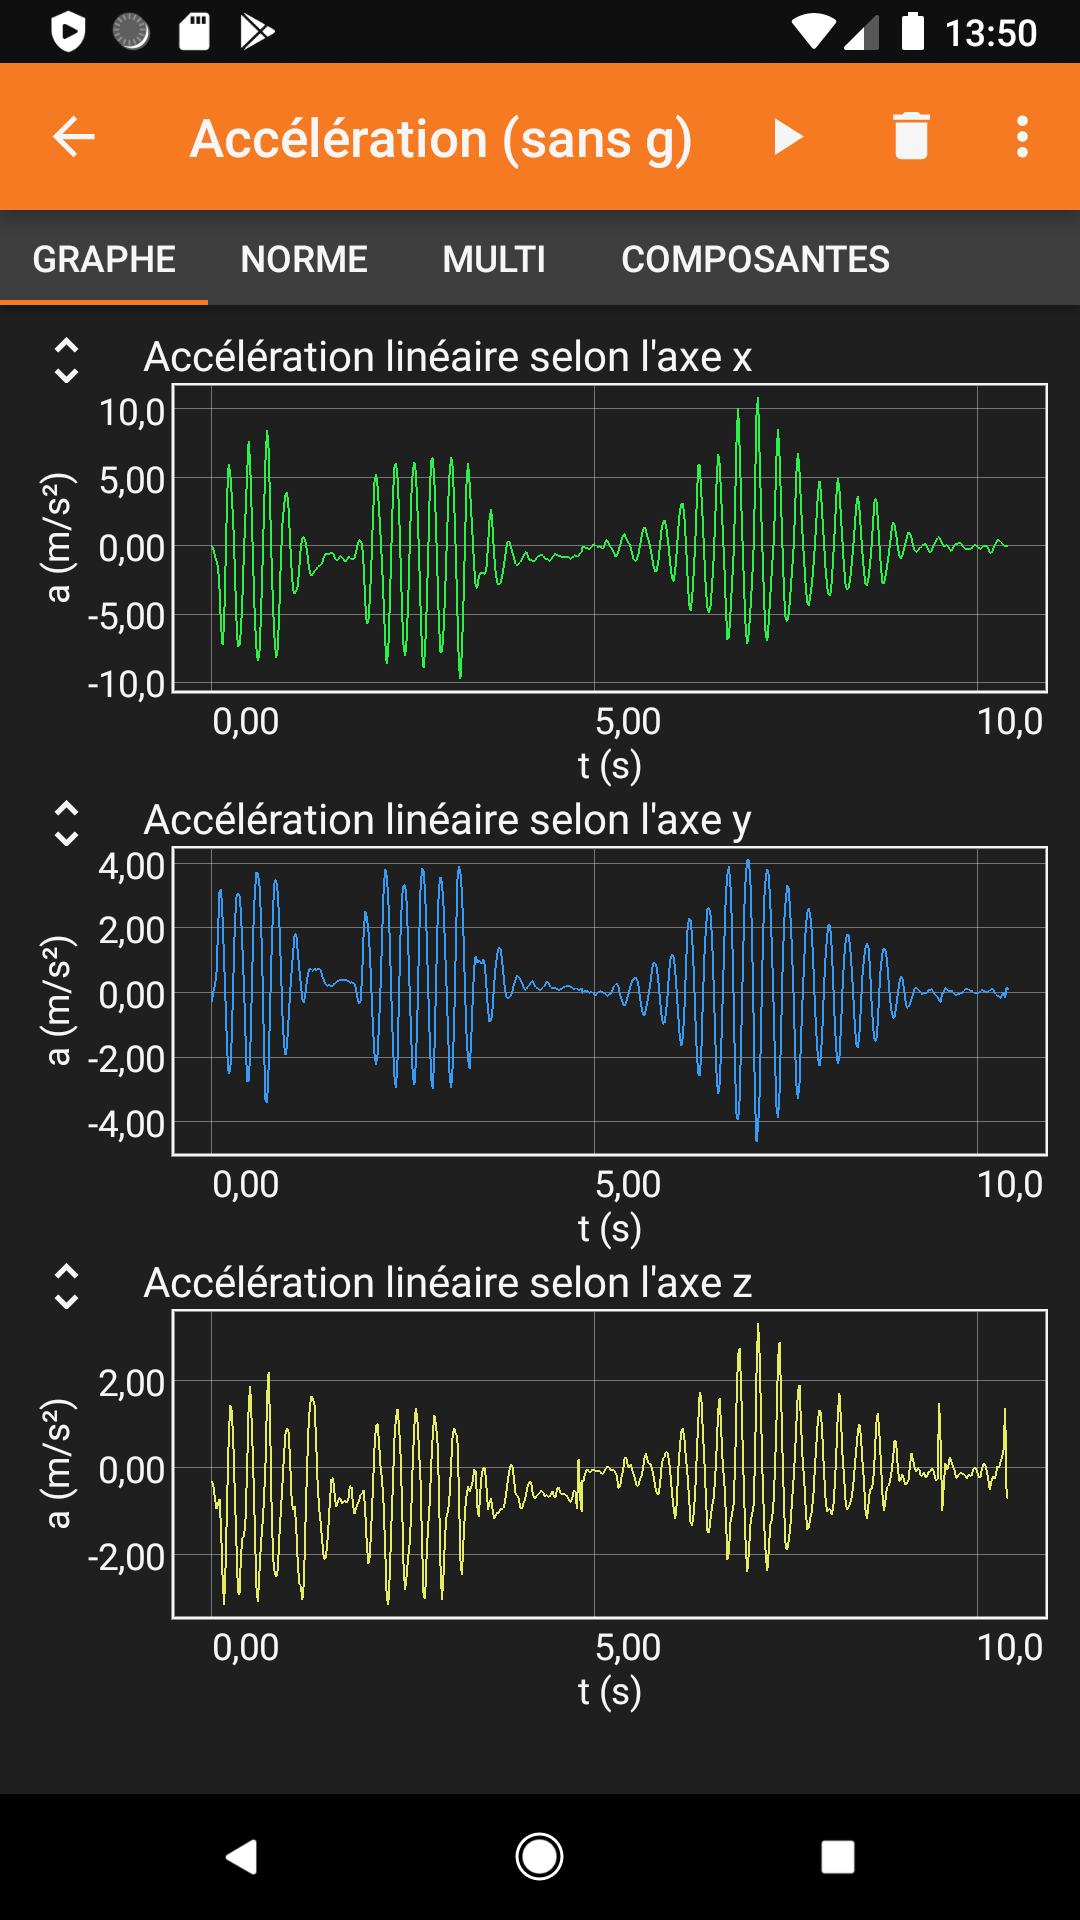 13:50
Accélération (sans g)
GRAPHE NORME MULTI COMPOSANTES
Accélération linéaire selon l'axe x
10,0
5,00
0,00
-5,00
-10,0
a (m/s²)
0,00 5,00 10,0
t (s)
Accélération linéaire selon l'axe y
4,00
2,00
0,00
-2,00
-4,00
a (m/s²)
0,00 5,00 10,0
t (s)
Accélération linéaire selon l'axe z
2,00
0,00
-2,00
a (m/s²)
0,00 5,00 10,0
t (s)